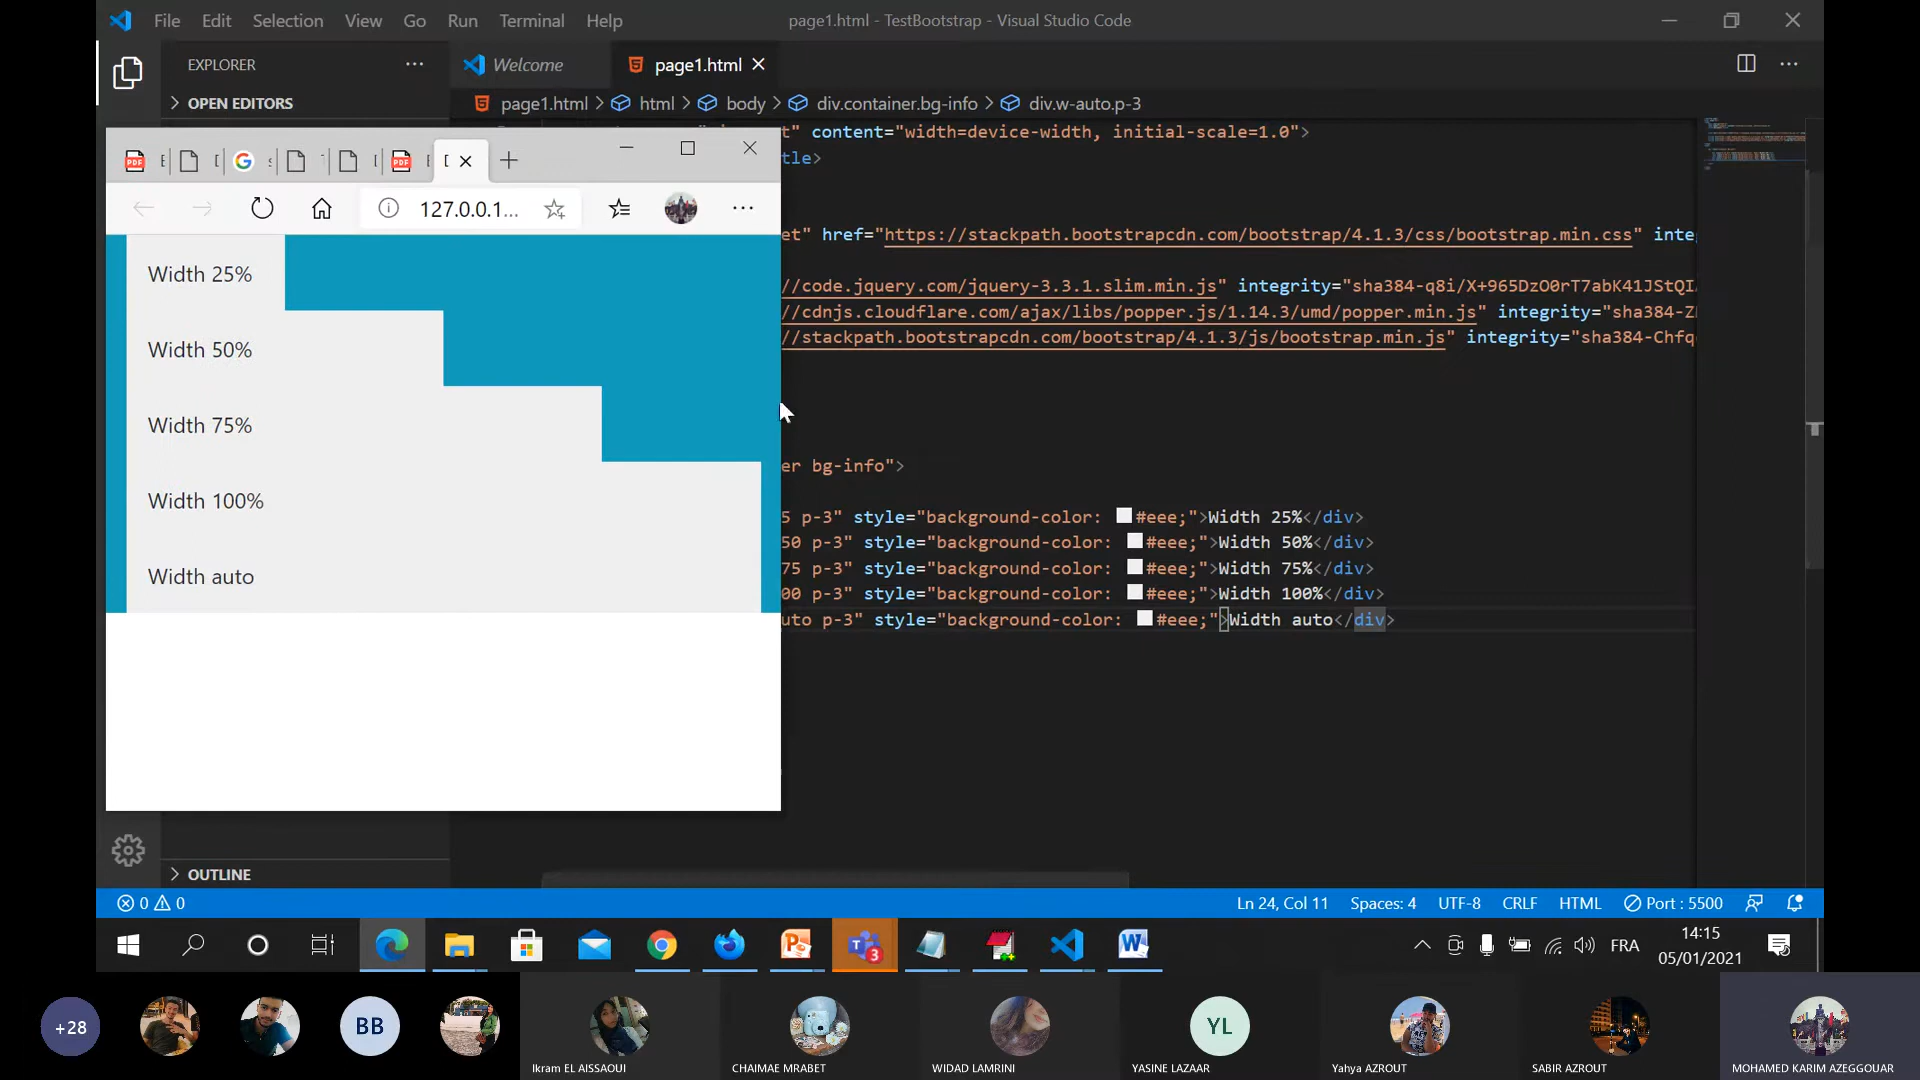 File Edit Selection View Go Run Terminal Help
page1.html - TestBootstrap - Visual Studio Code
EXPLORER
Welcome
page1.html
OPEN EDITORS
page1.html > html > body > div.container.bg-info > div.w-auto.p-3
t" content="width=device-width, initial-scale=1.0">
tle>
127.0.0.1...
et" href="https://stackpath.bootstrapcdn.com/bootstrap/4.1.3/css/bootstrap.min.css" inte
//code.jquery.com/jquery-3.3.1.slim.min.js" integrity="sha384-q8i/X+965DzO0rT7abK41JStQI
//cdnjs.cloudflare.com/ajax/libs/popper.js/1.14.3/umd/popper.min.js" integrity="sha384-Z
//stackpath.bootstrapcdn.com/bootstrap/4.1.3/js/bootstrap.min.js" integrity="sha384-Chfq
Width 25%
Width 50%
Width 75%
Width 100%
Width auto
er bg-info">
5 p-3" style="background-color: #eee;">Width 25%</div>
50 p-3" style="background-color: #eee;">Width 50%</div>
75 p-3" style="background-color: #eee;">Width 75%</div>
00 p-3" style="background-color: #eee;">Width 100%</div>
uto p-3" style="background-color: #eee;">Width auto</div>
OUTLINE
0 0
Ln 24, Col 11 Spaces: 4 UTF-8 CRLF HTML Port : 5500
3
FRA
14:15
05/01/2021
+28
BB
YL
Ikram EL AISSAOUI
CHAIMAE MRABET
WIDAD LAMRINI
YASINE LAZAAR
Yahya AZROUT
SABIR AZROUT
MOHAMED KARIM AZEGGOUAR